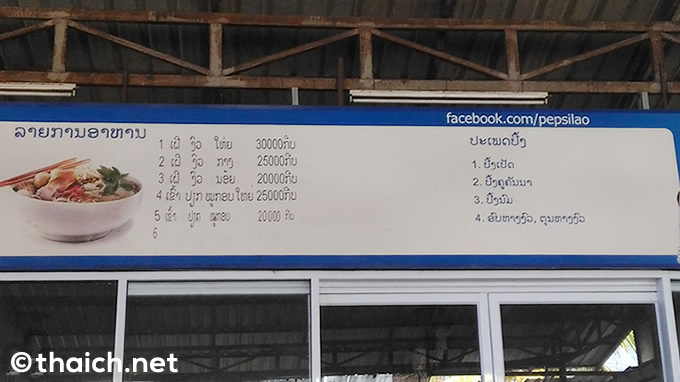 facebook.com/pepsilao
ລາຍການອາຫານ
1 ເຝີ ງົວ ໃຫ່ຍ 30000ກີບ
2 ເຝີ ງົວ ກາງ 25000ກີບ
3 ເຝີ ງົວ ນ້ອຍ 20000ກີບ
4 ເຂົ້າ ປຽກ ໝູກອບ ໃຫຍ່ 25000ກີບ
5 ເຂົ້າ ປຽກ ໝູກອບ 20000 ກີບ
6
ປະເພດປີ້ງ
1. ປີ້ງເປັດ
2. ປີ້ງຄູຄັນນາ
3. ປີ້ງນົມ
4. ອົບຫາງງົວ, ຕຸນຫາງງົວ
©thaich.net